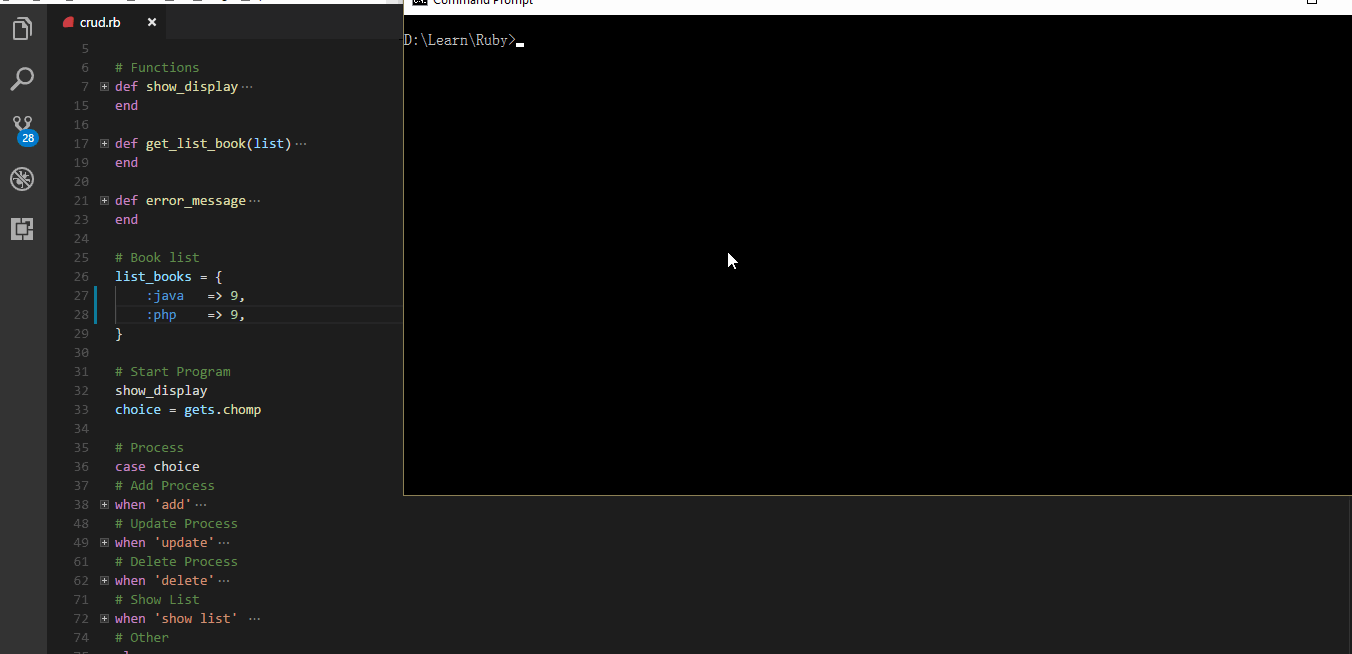 crud.rb
Command Prompt
D:\Learn\Ruby>
5
6 # Functions
7 def show_display
15 end
16
17 def get_list_book(list)
19 end
20
21 def error_message
23 end
24
25 # Book list
26 list_books = {
27 :java => 9,
28 :php => 9,
29 }
30
31 # Start Program
32 show_display
33 choice = gets.chomp
34
35 # Process
36 case choice
37 # Add Process
38 when 'add'
48 # Update Process
49 when 'update'
61 # Delete Process
62 when 'delete'
71 # Show List
72 when 'show list'
74 # Other
28